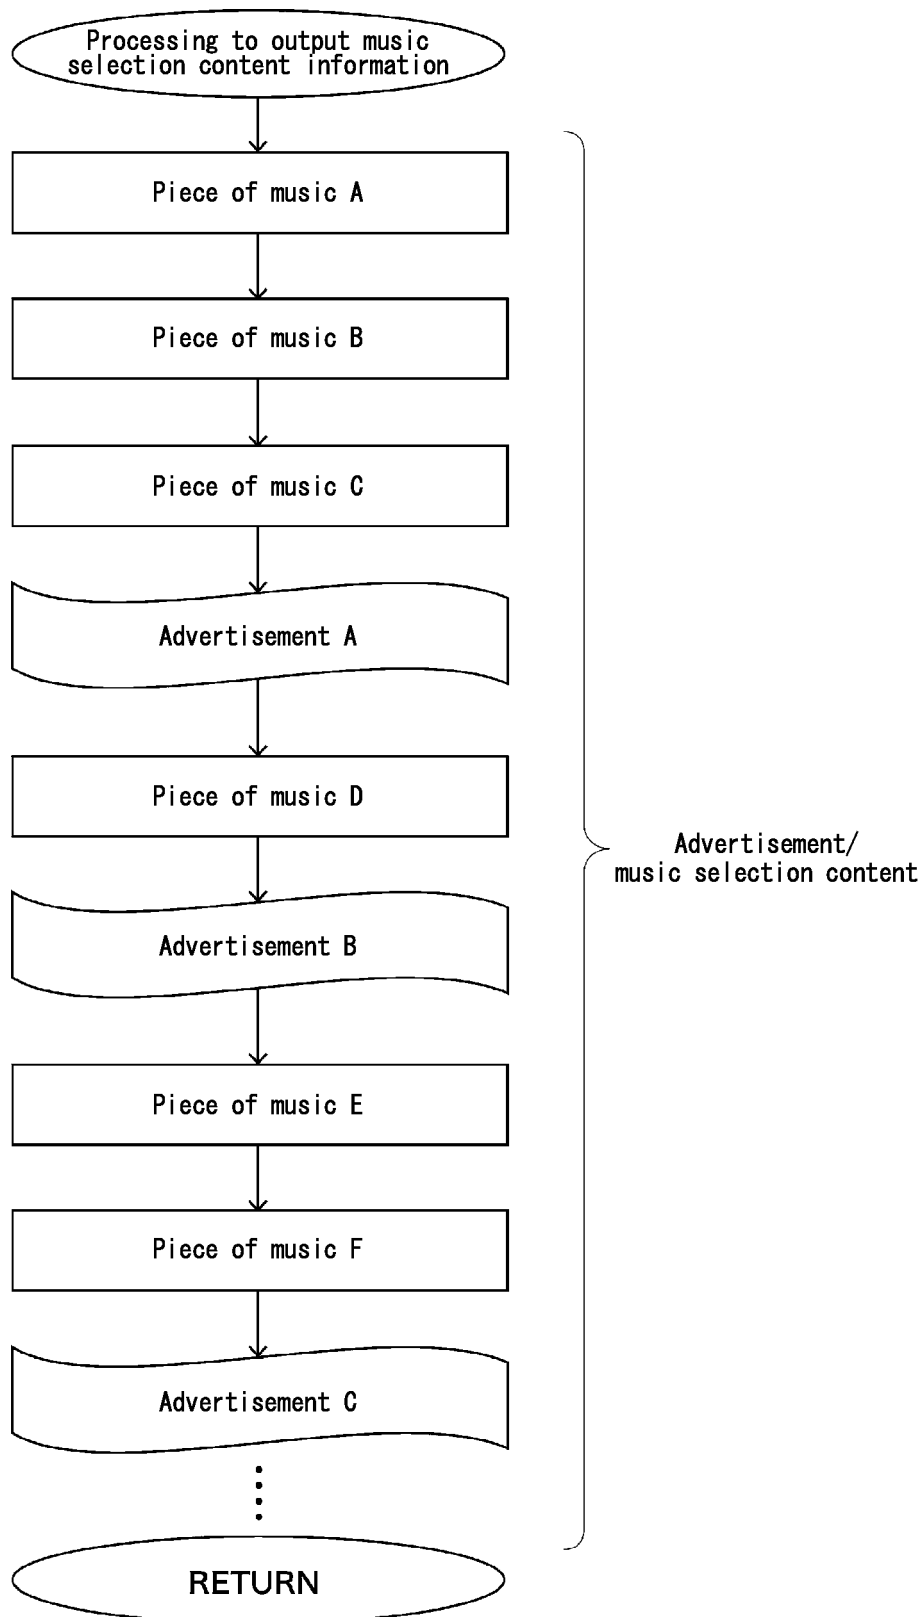 Processing to output music
selection content information
Piece of music A
Piece of music B
Piece of music C
Advertisement A
Piece of music D
Advertisement/
music selection content
Advertisement B
Piece of music E
Piece of music F
Advertisement C
RETURN